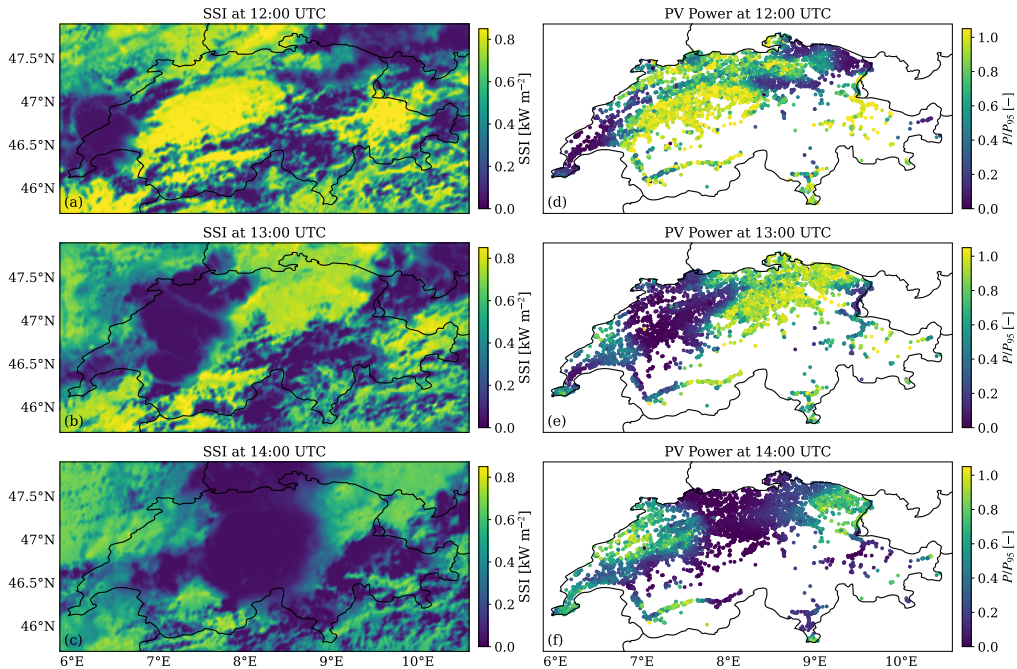 SSI at 12:00 UTC
PV Power at 12:00 UTC
47.5°N
47°N
46.5°N
46°N
(a)
0.8
0.6
0.4
0.2
0.0
SSI [kW m⁻²]
(d)
1.0
0.8
0.6
0.4
0.2
0.0
P/P₉₅ [−]
SSI at 13:00 UTC
PV Power at 13:00 UTC
47.5°N
47°N
46.5°N
46°N
(b)
0.8
0.6
0.4
0.2
0.0
SSI [kW m⁻²]
(e)
1.0
0.8
0.6
0.4
0.2
0.0
P/P₉₅ [−]
SSI at 14:00 UTC
PV Power at 14:00 UTC
47.5°N
47°N
46.5°N
46°N
(c)
0.8
0.6
0.4
0.2
0.0
SSI [kW m⁻²]
(f)
1.0
0.8
0.6
0.4
0.2
0.0
P/P₉₅ [−]
6°E 7°E 8°E 9°E 10°E
6°E 7°E 8°E 9°E 10°E